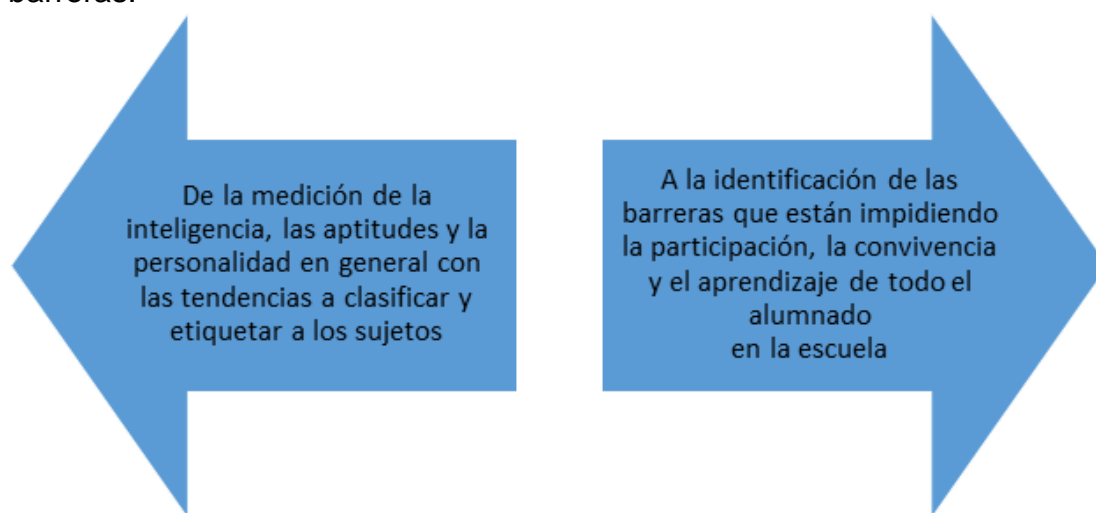 barreras.
De la medición de la
inteligencia, las aptitudes y la
personalidad en general con
las tendencias a clasificar y
etiquetar a los sujetos
A la identificación de las
barreras que están impidiendo
la participación, la convivencia
y el aprendizaje de todo el
alumnado
en la escuela